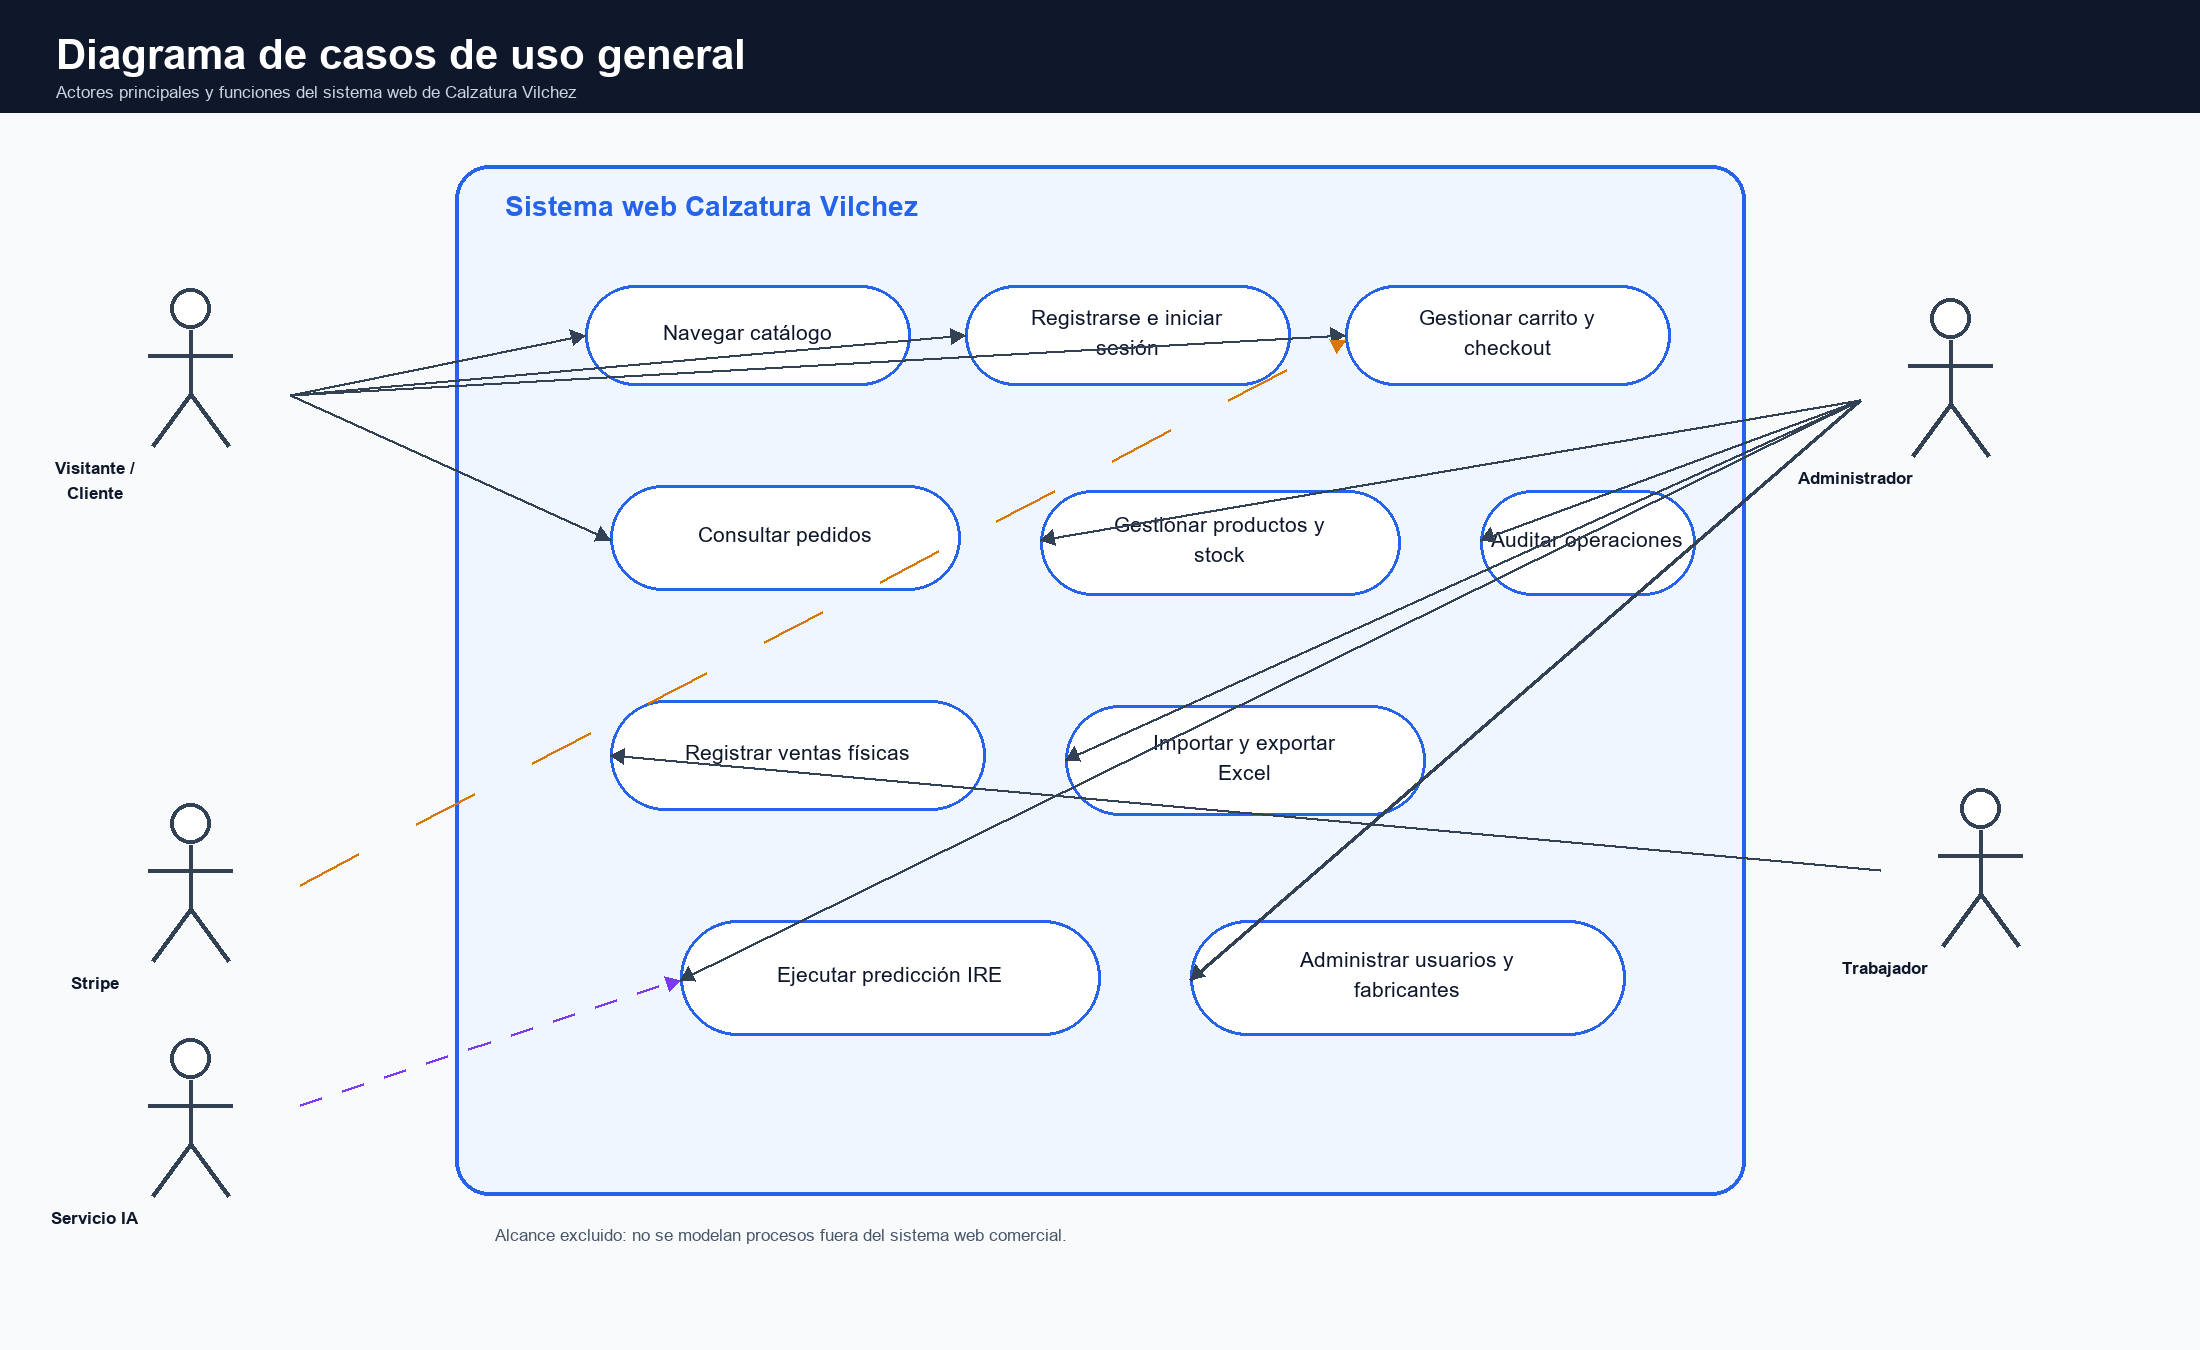 Diagrama de casos de uso general
Actores principales y funciones del sistema web de Calzatura Vilchez
Sistema web Calzatura Vilchez
Navegar catálogo
Registrarse e iniciar
sesión
Gestionar carrito y
checkout
Visitante /
Cliente
Administrador
Consultar pedidos
Gestionar productos y
stock
Auditar operaciones
Registrar ventas físicas
Importar y exportar
Excel
Stripe
Trabajador
Ejecutar predicción IRE
Administrar usuarios y
fabricantes
Servicio IA
Alcance excluido: no se modelan procesos fuera del sistema web comercial.